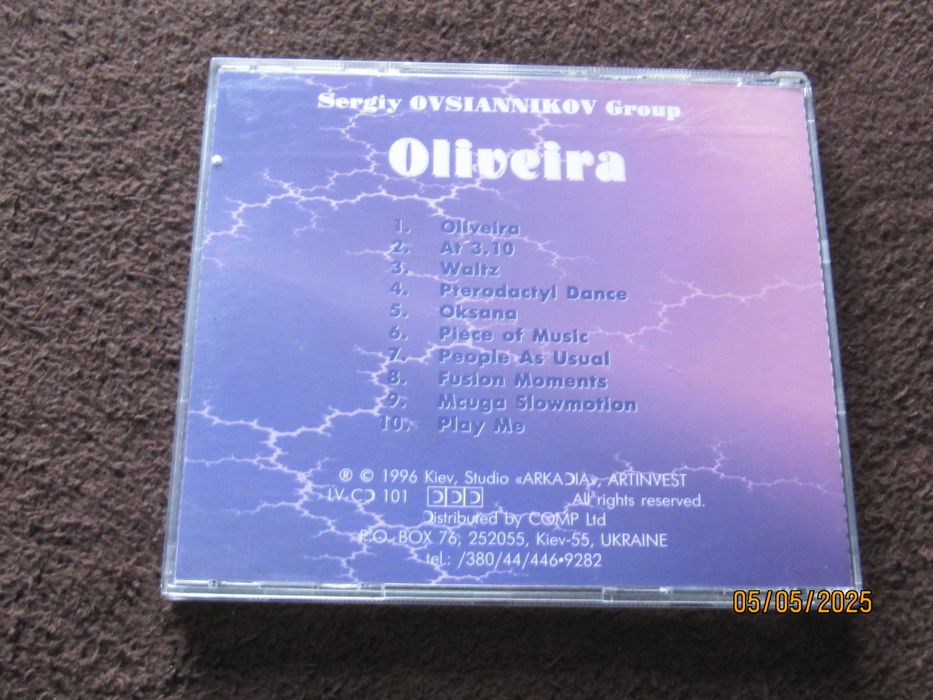 Sergiy OVSIANNIKOV Group
Oliveira
1. Oliveira
2. At 3.10
3. Waltz
4. Pterodactyl Dance
5. Oksana
6. Piece of Music
7. People As Usual
8. Fusion Moments
9. Mcuga Slowmotion
10. Play Me
® © 1996 Kiev, Studio «ARKADIA», ARTINVEST
LV CD 101 DDD All rights reserved.
Distributed by COMP Ltd
P.O. BOX 76, 252055, Kiev-55, UKRAINE
tel.: /380/44/446•9282
05/05/2025